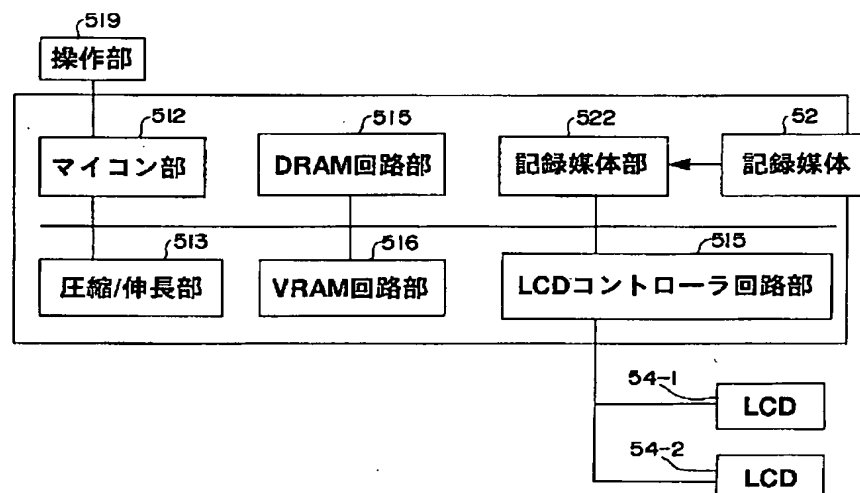 519
操作部
512
515
522
52
マイコン部
DRAM回路部
記録媒体部
記録媒体
513
516
515
圧縮/伸長部
VRAM回路部
LCDコントローラ回路部
54-1
LCD
54-2
LCD